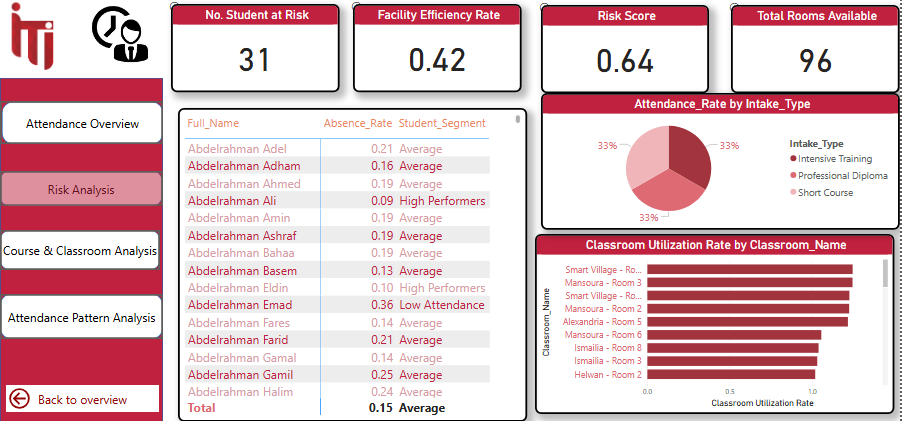 iTi
No. Student at Risk
31
Facility Efficiency Rate
0.42
Risk Score
0.64
Total Rooms Available
96
Attendance Overview
Risk Analysis
Course & Classroom Analysis
Attendance Pattern Analysis
Back to overview
Full_Name Absence_Rate Student_Segment
Abdelrahman Adel 0.21 Average
Abdelrahman Adham 0.16 Average
Abdelrahman Ahmed 0.19 Average
Abdelrahman Ali 0.09 High Performers
Abdelrahman Amin 0.19 Average
Abdelrahman Ashraf 0.19 Average
Abdelrahman Bahaa 0.19 Average
Abdelrahman Basem 0.13 Average
Abdelrahman Eldin 0.10 High Performers
Abdelrahman Emad 0.36 Low Attendance
Abdelrahman Fares 0.14 Average
Abdelrahman Farid 0.21 Average
Abdelrahman Gamal 0.14 Average
Abdelrahman Gamil 0.25 Average
Abdelrahman Halim 0.24 Average
Total 0.15 Average
Attendance_Rate by Intake_Type
33%
33%
33%
Intake_Type
Intensive Training
Professional Diploma
Short Course
Classroom Utilization Rate by Classroom_Name
Classroom_Name
Smart Village - Ro...
Mansoura - Room 3
Smart Village - Ro...
Mansoura - Room 2
Alexandria - Room 5
Mansoura - Room 6
Ismailia - Room 8
Ismailia - Room 3
Helwan - Room 2
0.0 0.5 1.0
Classroom Utilization Rate